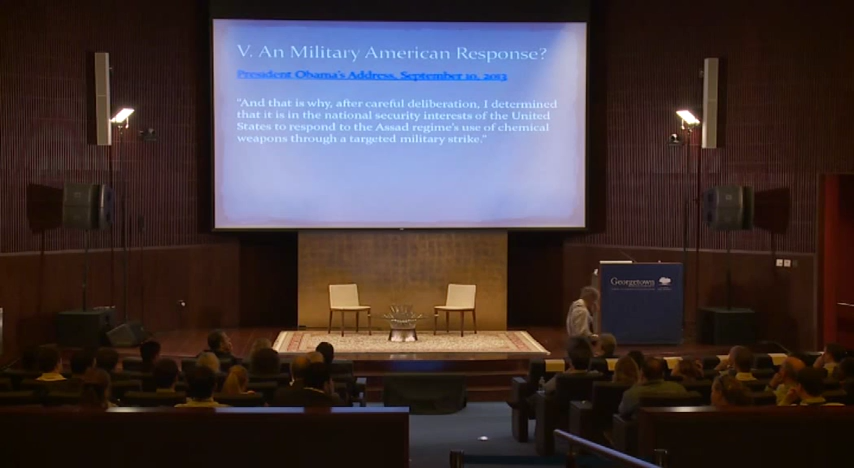 V. An Military American Response?
President Obama's Address, September 10, 2013
"And that is why, after careful deliberation, I determined
that it is in the national security interests of the United
States to respond to the Assad regime's use of chemical
weapons through a targeted military strike."
Georgetown